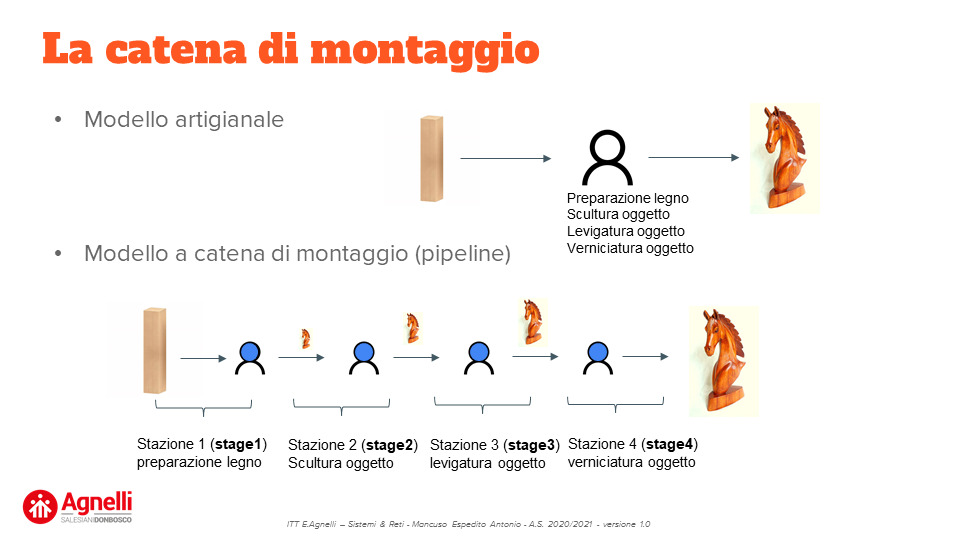 La catena di montaggio
• Modello artigianale
Preparazione legno
Scultura oggetto
Levigatura oggetto
Verniciatura oggetto
• Modello a catena di montaggio (pipeline)
Stazione 1 (stage1)
preparazione legno
Stazione 2 (stage2)
Scultura oggetto
Stazione 3 (stage3)
levigatura oggetto
Stazione 4 (stage4)
verniciatura oggetto
Agnelli
SALESIANI DONBOSCO
ITT E.Agnelli – Sistemi & Reti - Mancuso Espedito Antonio - A.S. 2020/2021 - versione 1.0